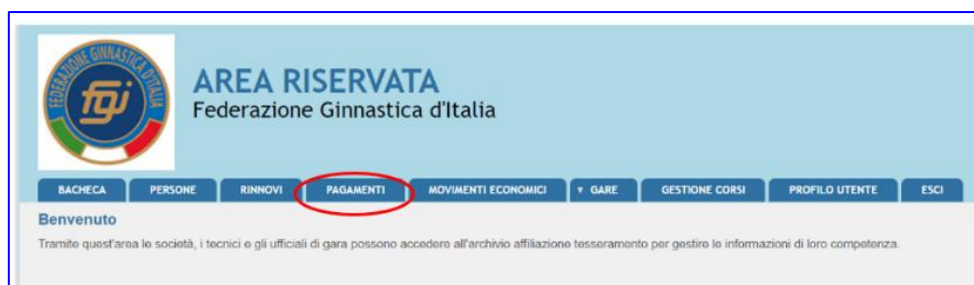 FEDERAZIONE GINNASTICA D'ITALIA
fgi
AREA RISERVATA
Federazione Ginnastica d'Italia
BACHECA PERSONE RINNOVI PAGAMENTI MOVIMENTI ECONOMICI ▼ GARE GESTIONE CORSI PROFILO UTENTE ESCI
Benvenuto
Tramite quest'area le società, i tecnici e gli ufficiali di gara possono accedere all'archivio affiliazione tesseramento per gestire le informazioni di loro competenza.